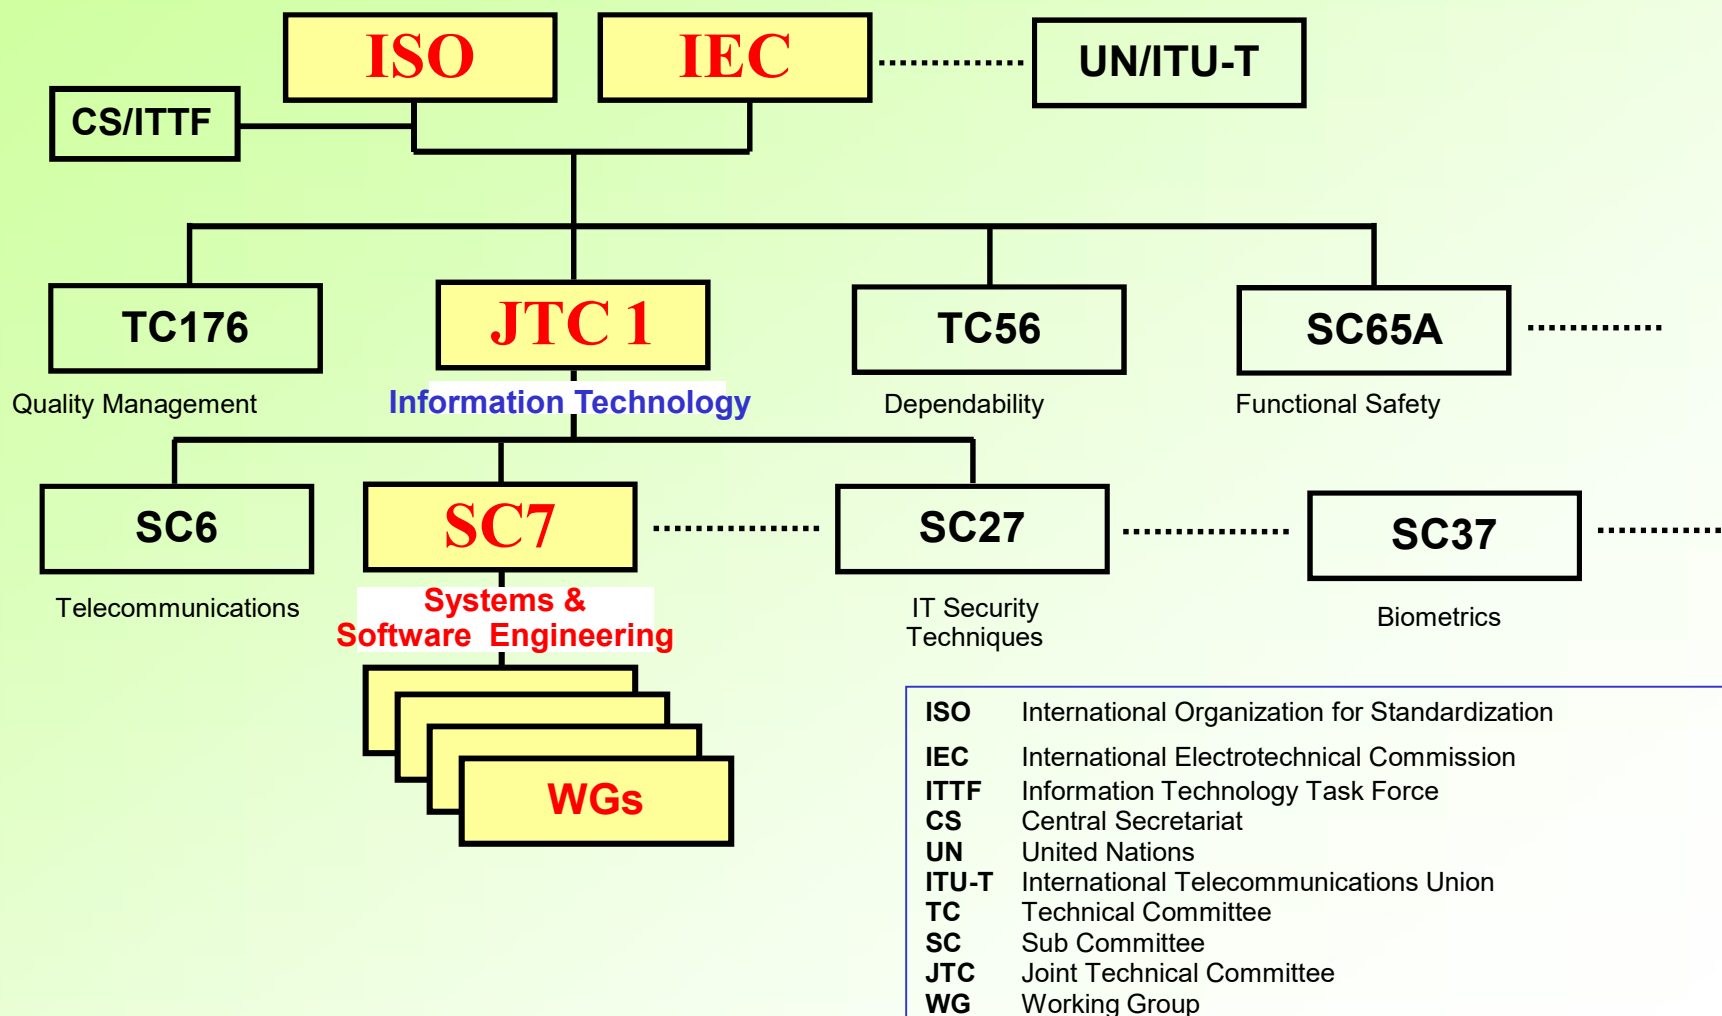 ISO
IEC
UN/ITU-T
CS/ITTF
TC176
JTC 1
TC56
SC65A
Quality Management
Information Technology
Dependability
Functional Safety
SC6
SC7
SC27
SC37
Telecommunications
Systems &
Software Engineering
IT Security
Techniques
Biometrics
WGs
ISO International Organization for Standardization
IEC International Electrotechnical Commission
ITTF Information Technology Task Force
CS Central Secretariat
UN United Nations
ITU-T International Telecommunications Union
TC Technical Committee
SC Sub Committee
JTC Joint Technical Committee
WG Working Group